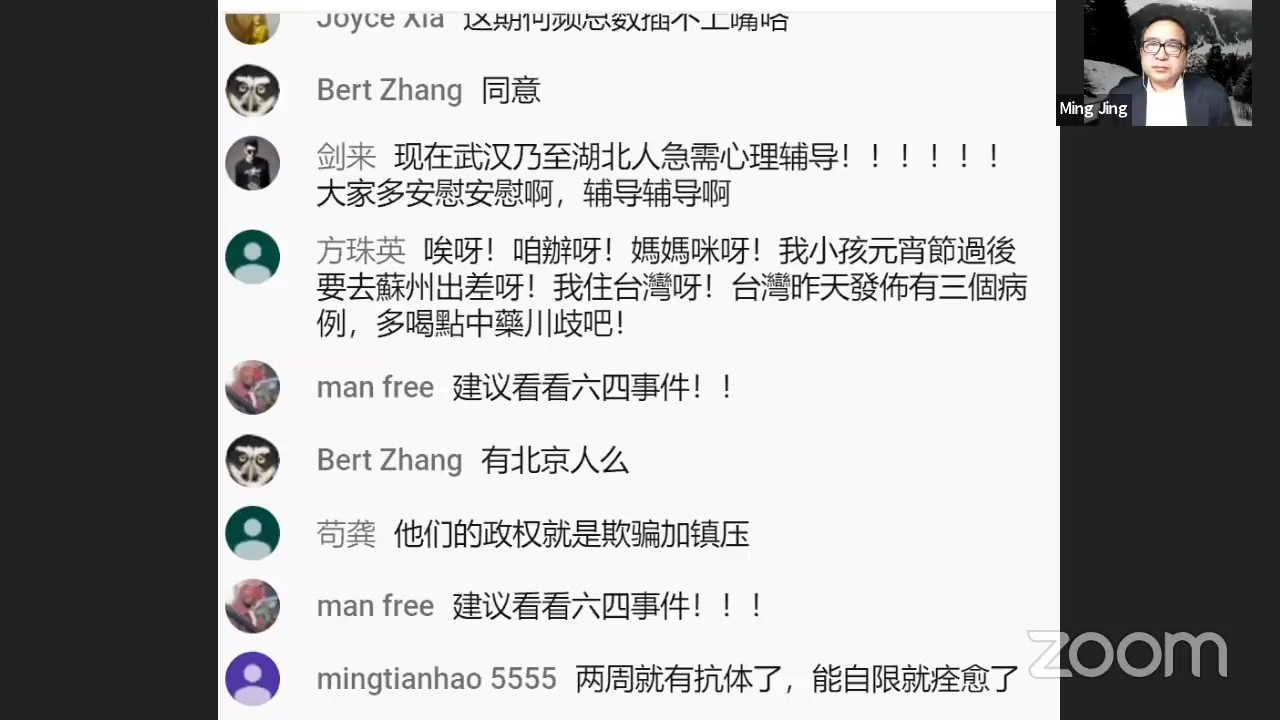 Joyce Xia 这期何频总数插不上嘴咯
Bert Zhang 同意
剑来 现在武汉乃至湖北人急需心理辅导！！！！！！
大家多安慰安慰啊，辅导辅导啊
方珠英 唉呀！咱辦呀！媽媽咪呀！我小孩元宵節過後
要去蘇州出差呀！我住台灣呀！台灣昨天發佈有三個病
例，多喝點中藥川歧吧！
man free 建议看看六四事件！！
Bert Zhang 有北京人么
苟龚 他们的政权就是欺骗加镇压
man free 建议看看六四事件！！！
mingtianhao 5555 两周就有抗体了，能自限就痊愈了
Ming Jing
zoom